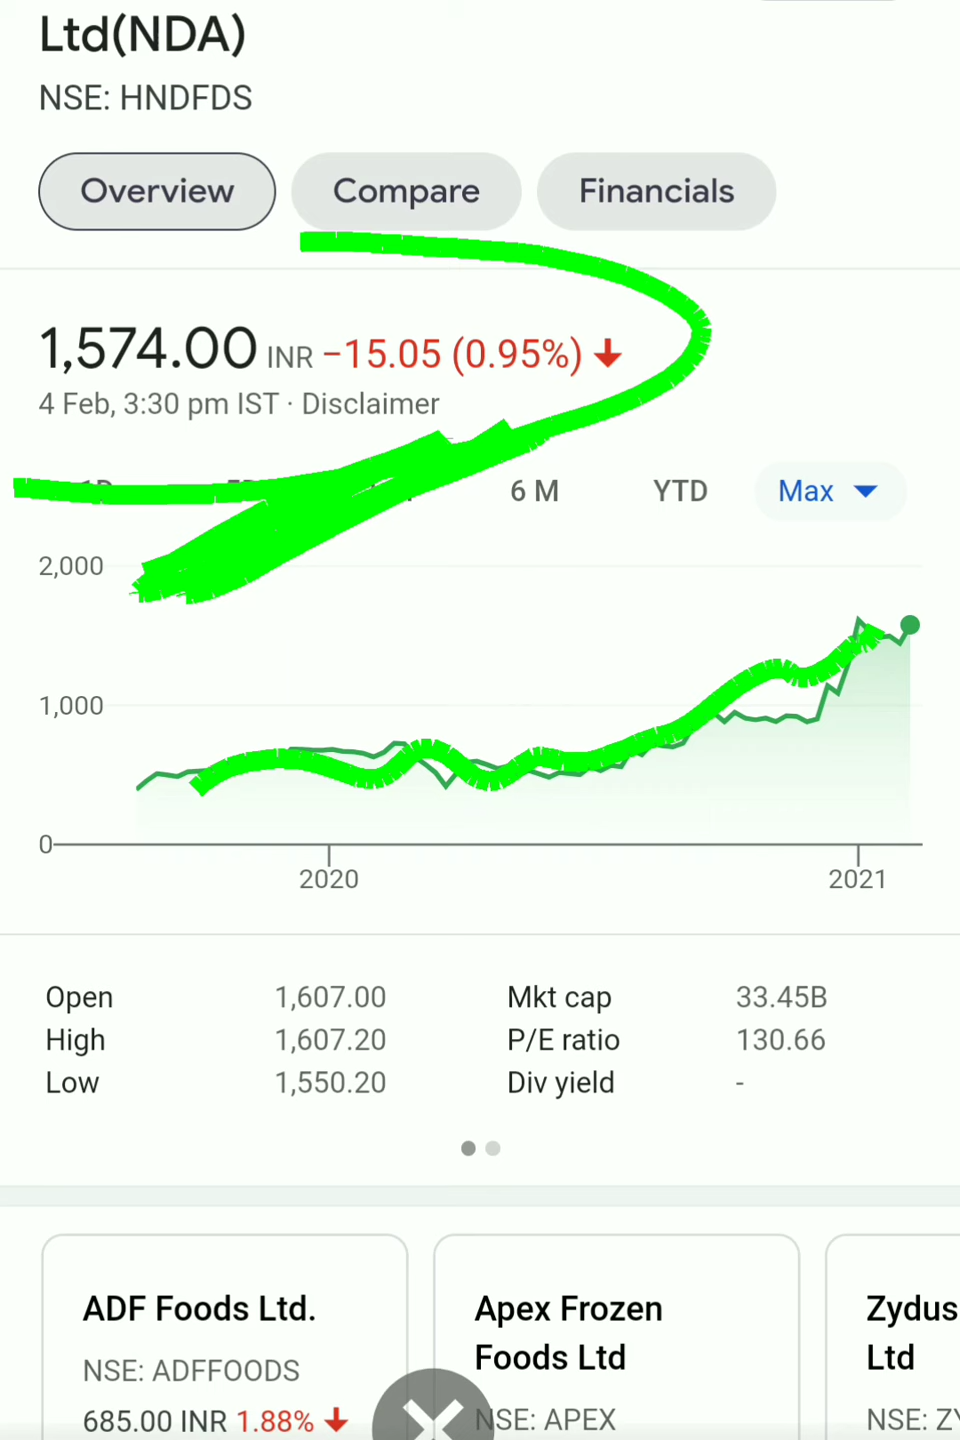 Ltd(NDA)
NSE: HNDFDS
Overview Compare Financials
1,574.00 INR −15.05 (0.95%)
4 Feb, 3:30 pm IST · Disclaimer
6 M YTD Max
2,000
1,000
0
2020 2021
Open 1,607.00 Mkt cap 33.45B
High 1,607.20 P/E ratio 130.66
Low 1,550.20 Div yield -
ADF Foods Ltd.
NSE: ADFFOODS
685.00 INR 1.88%
Apex Frozen
Foods Ltd
NSE: APEX
Zydus
Ltd
NSE: